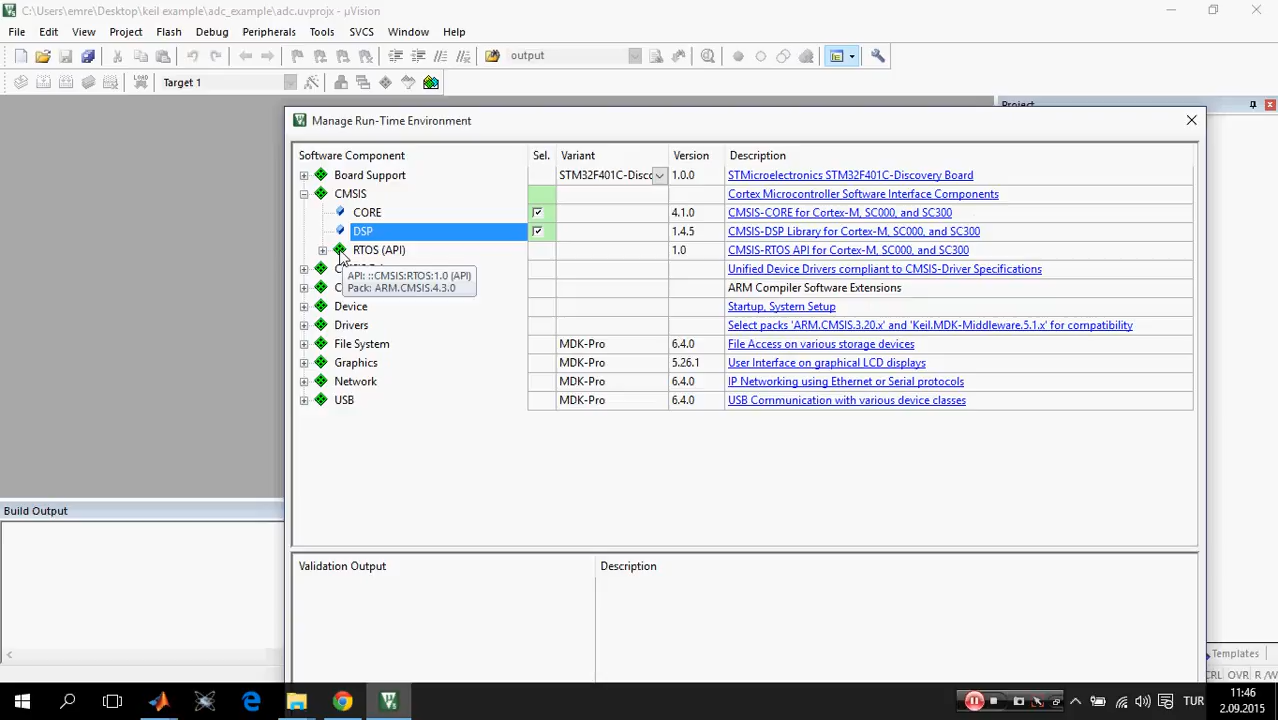 C:\Users\emre\Desktop\keil example\adc_example\adc.uvprojx - µVision
File Edit View Project Flash Debug Peripherals Tools SVCS Window Help
output
LOAD Target 1
Project
Manage Run-Time Environment
Software Component Sel. Variant Version Description
Board Support STM32F401C-Disco 1.0.0 STMicroelectronics STM32F401C-Discovery Board
CMSIS Cortex Microcontroller Software Interface Components
CORE 4.1.0 CMSIS-CORE for Cortex-M, SC000, and SC300
DSP 1.4.5 CMSIS-DSP Library for Cortex-M, SC000, and SC300
RTOS (API) 1.0 CMSIS-RTOS API for Cortex-M, SC000, and SC300
Unified Device Drivers compliant to CMSIS-Driver Specifications
API: ::CMSIS:RTOS:1.0 (API)
Pack: ARM.CMSIS.4.3.0
ARM Compiler Software Extensions
Device Startup, System Setup
Drivers Select packs 'ARM.CMSIS.3.20.x' and 'Keil.MDK-Middleware.5.1.x' for compatibility
File System MDK-Pro 6.4.0 File Access on various storage devices
Graphics MDK-Pro 5.26.1 User Interface on graphical LCD displays
Network MDK-Pro 6.4.0 IP Networking using Ethernet or Serial protocols
USB MDK-Pro 6.4.0 USB Communication with various device classes
Build Output
Validation Output Description
Templates
CRL OVR R /W
TUR
11:46
2.09.2015